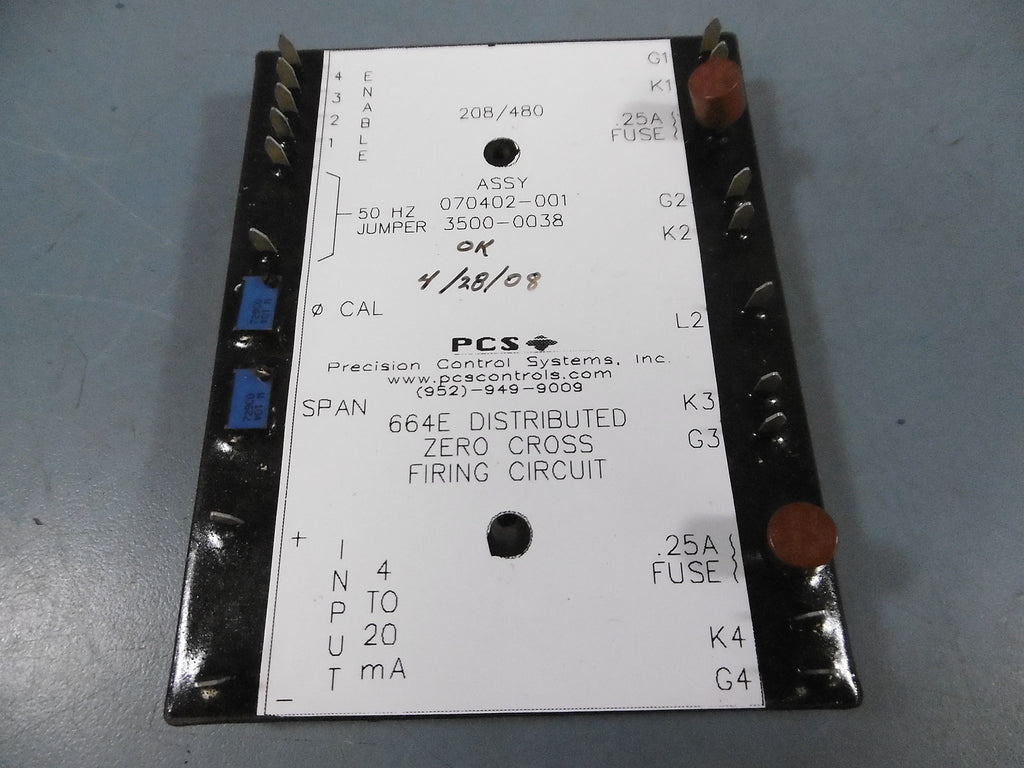 4 3 2 1
ENABLE
208/480
G1
K1
.25A
FUSE
ASSY
070402-001
3500-0038
50 HZ
JUMPER
OK
4/28/08
G2
K2
Ø CAL
L2
PCS
Precision Control Systems, Inc.
www.pcscontrols.com
(952)-949-9009
SPAN
664E DISTRIBUTED
ZERO CROSS
FIRING CIRCUIT
K3
G3
+
INPUT
4
TO
20
mA
-
.25A
FUSE
K4
G4
W 104
W 104